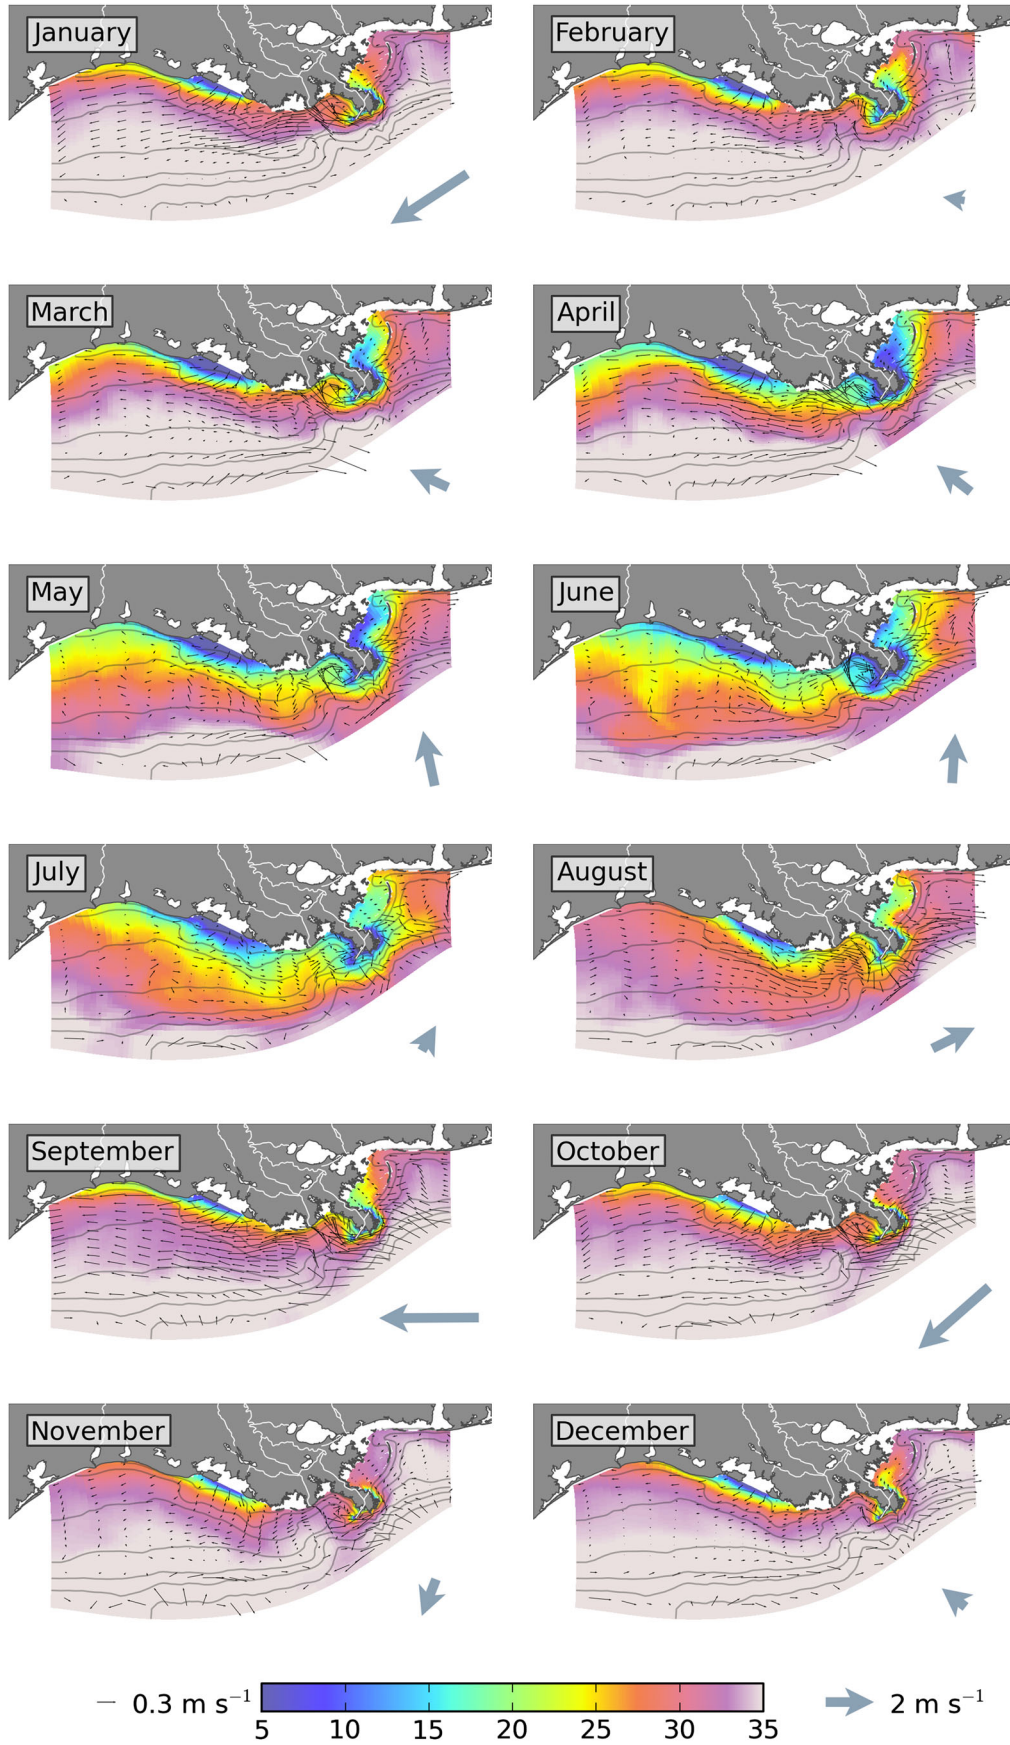 January February
March April
May June
July August
September October
November December
0.3 m s⁻¹ 2 m s⁻¹
5 10 15 20 25 30 35